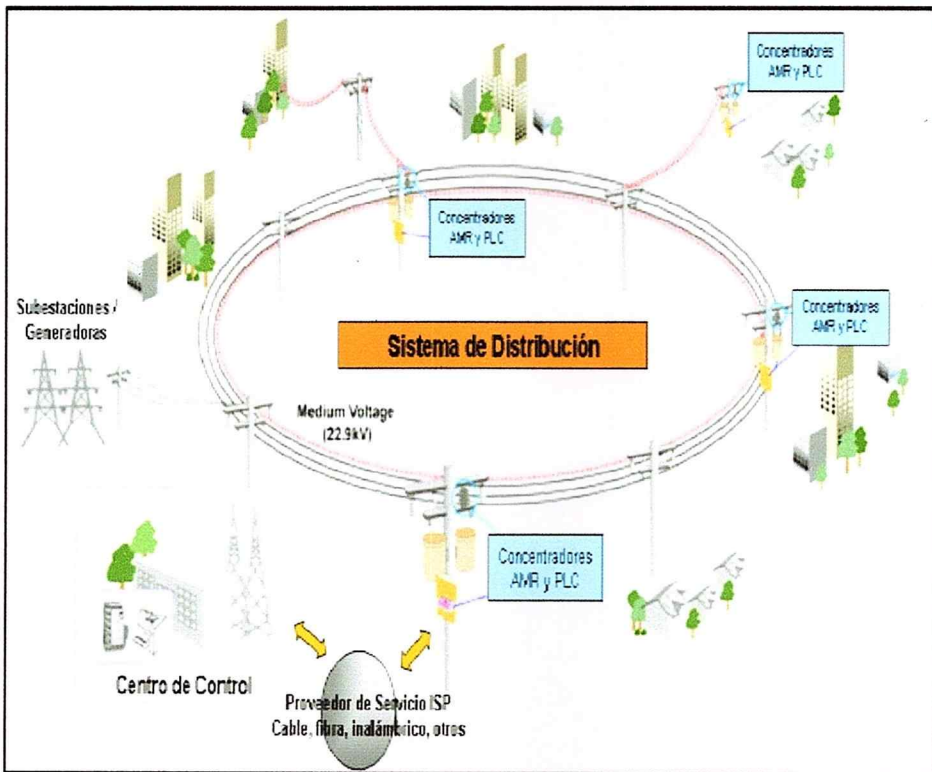 Concentradores
AMR y PLC
Concentradores
AMR y PLC
Subestaciones /
Generadoras
Concentradores
AMR y PLC
Sistema de Distribución
Medium Voltage
(22.9kV)
Concentradores
AMR y PLC
Centro de Control
Proveedor de Servicio ISP
Cable, fibra, inalámbrico, otros